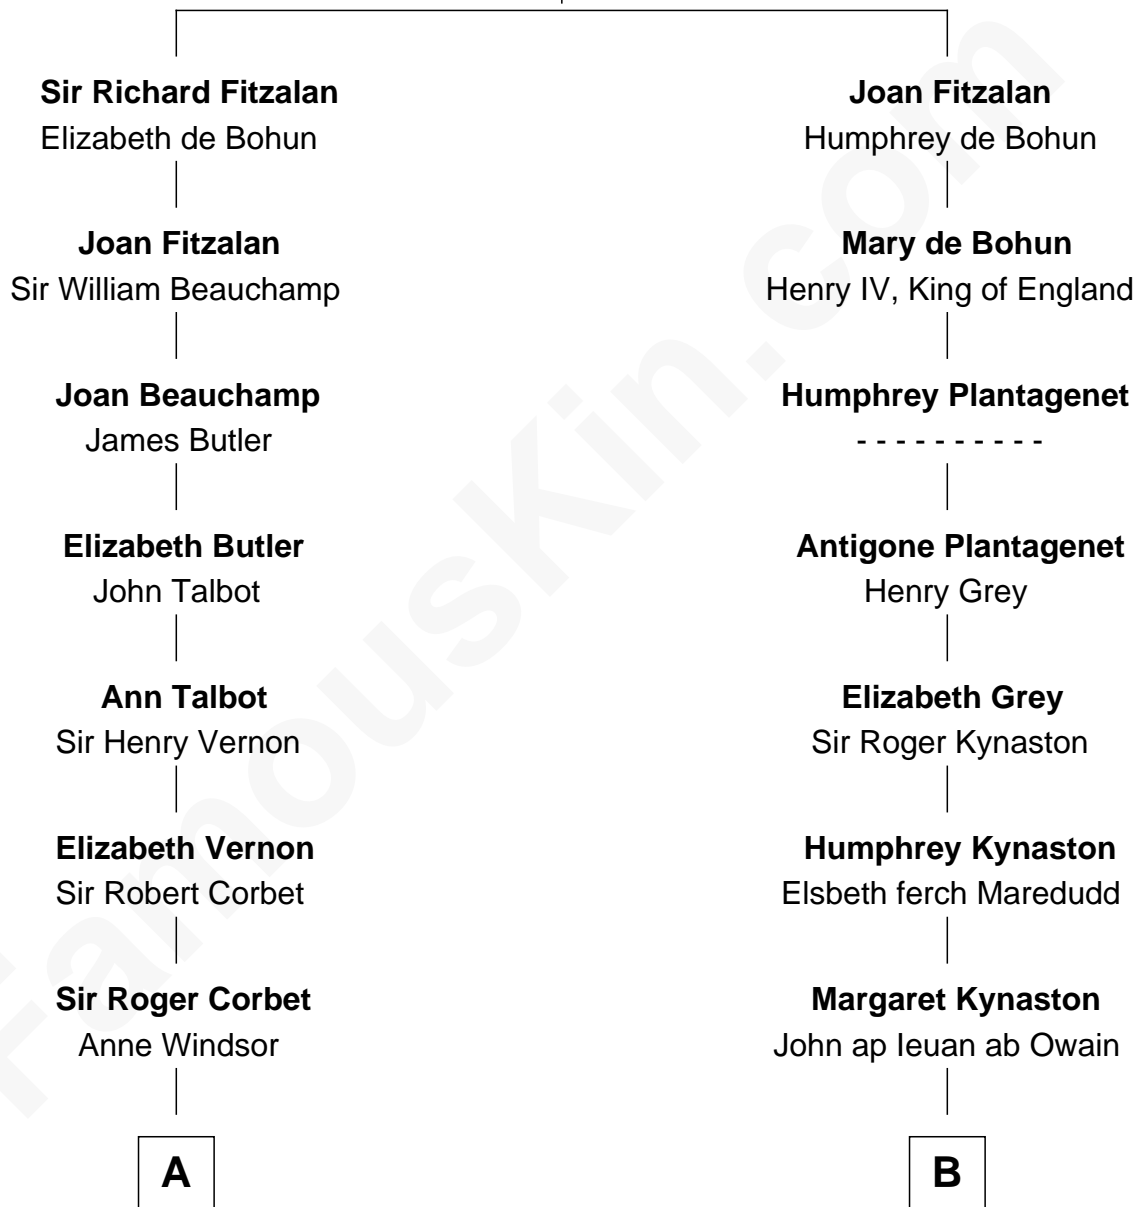 Sir Richard Fitzalan
Elizabeth de Bohun
Joan Fitzalan
Sir William Beauchamp
Joan Beauchamp
James Butler
Elizabeth Butler
John Talbot
Ann Talbot
Sir Henry Vernon
Elizabeth Vernon
Sir Robert Corbet
Sir Roger Corbet
Anne Windsor
A
Joan Fitzalan
Humphrey de Bohun
Mary de Bohun
Henry IV, King of England
Humphrey Plantagenet
- - - - - - - - - -
Antigone Plantagenet
Henry Grey
Elizabeth Grey
Sir Roger Kynaston
Humphrey Kynaston
Elsbeth ferch Maredudd
Margaret Kynaston
John ap Ieuan ab Owain
B
FamousKin.com